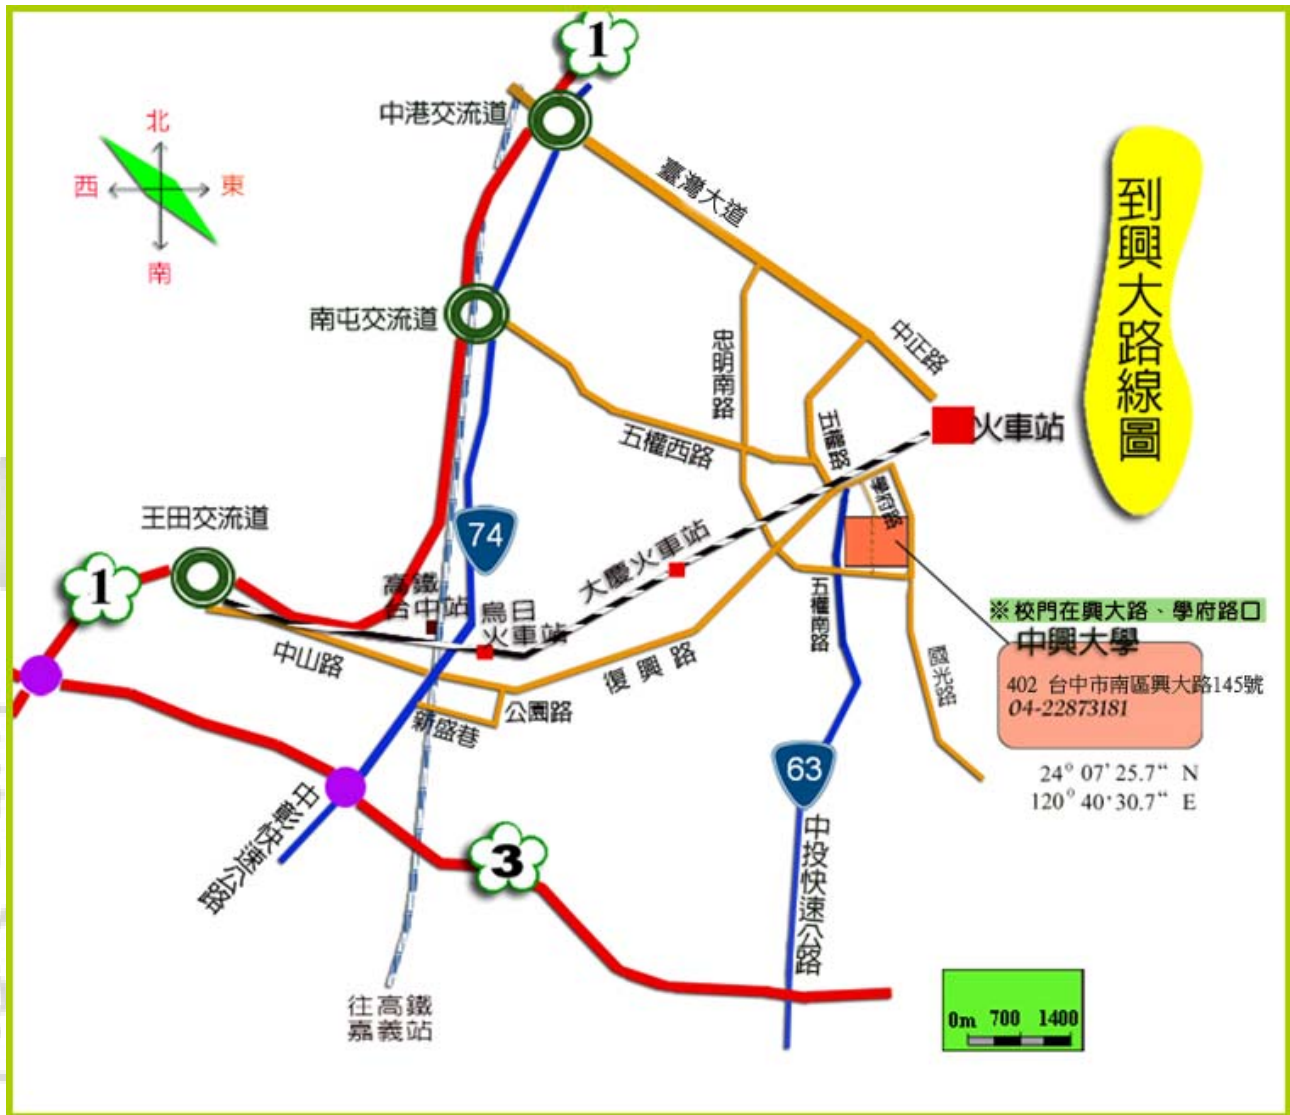 1
中港交流道
北
西
東
南
臺灣大道
到興大路線圖
南屯交流道
忠明南路
中正路
五權路
火車站
五權西路
學府路
王田交流道
74
大慶火車站
1
高鐵
台中站
烏日
火車站
五權南路
※校門在興大路、學府路口
中興大學
402 台中市南區興大路145號
04-22873181
中山路
復興路
國光路
公園路
新盛巷
63
24° 07' 25.7“ N
120° 40' 30.7“ E
中彰快速公路
3
中投快速公路
往高鐵
嘉義站
0m 700 1400